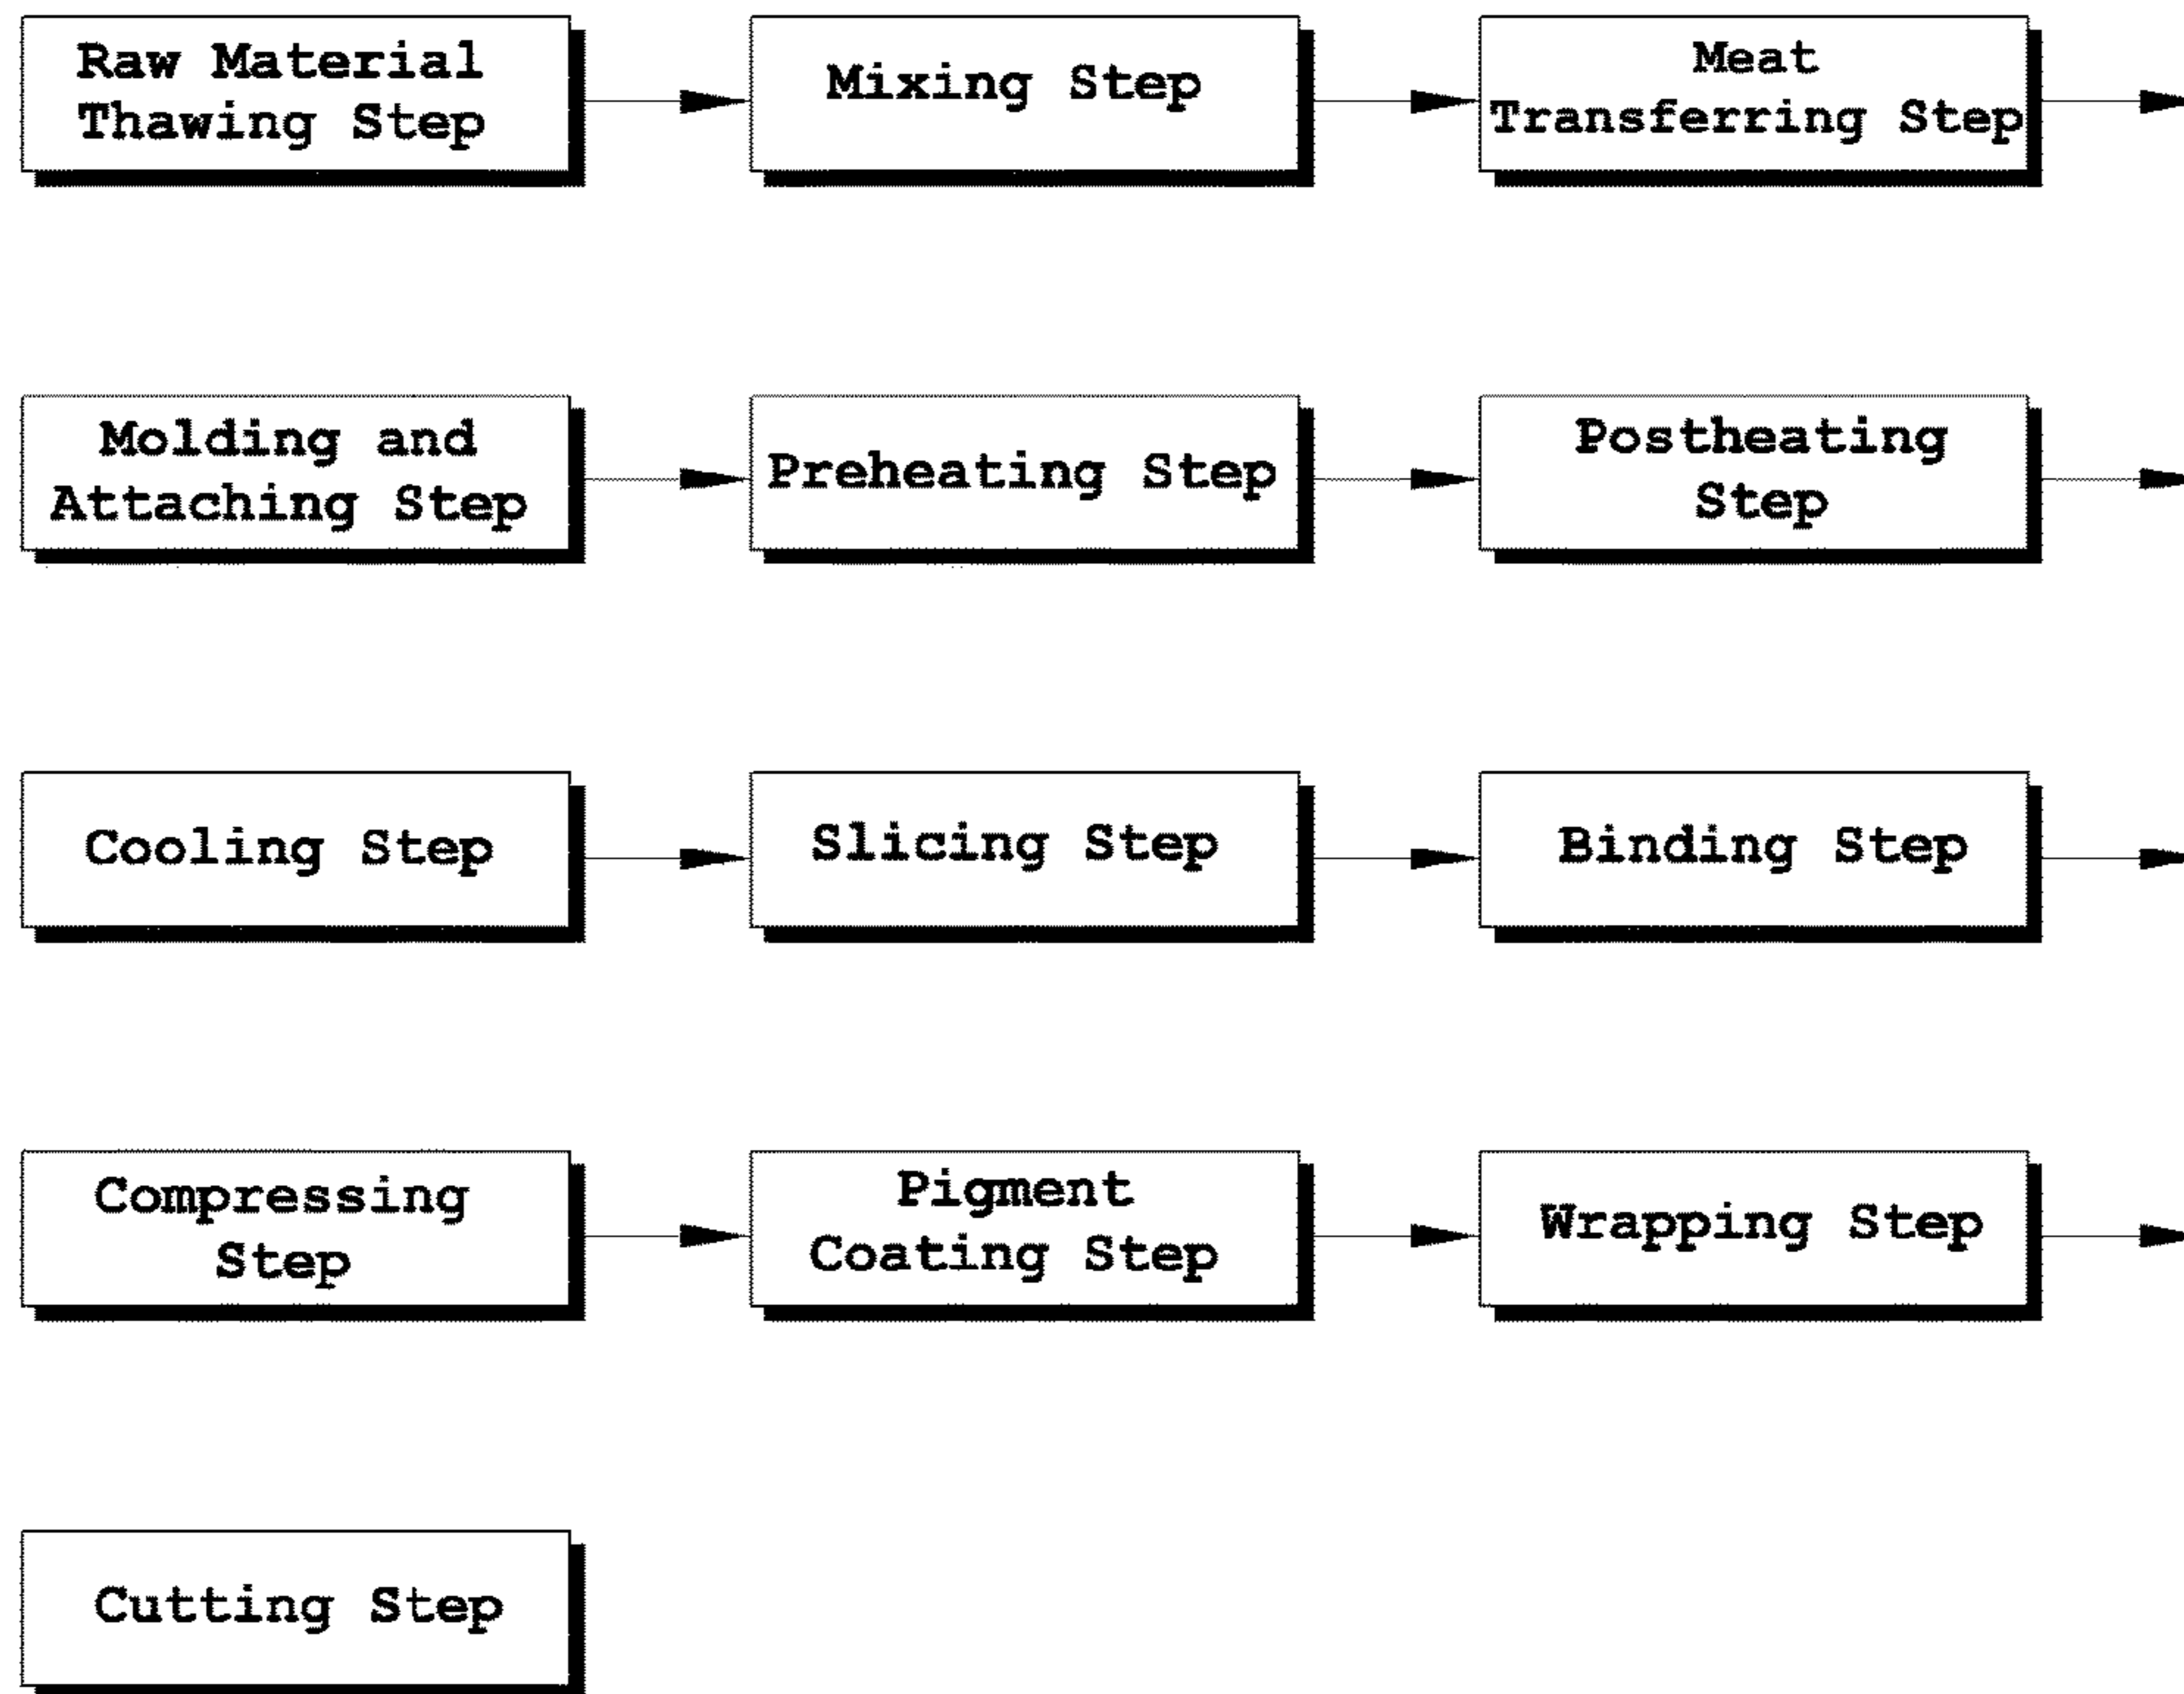 Raw Material
Thawing Step
Mixing Step
Meat
Transferring Step
Molding and
Attaching Step
Preheating Step
Postheating
Step
Cooling Step
Slicing Step
Binding Step
Compressing
Step
Pigment
Coating Step
Wrapping Step
Cutting Step